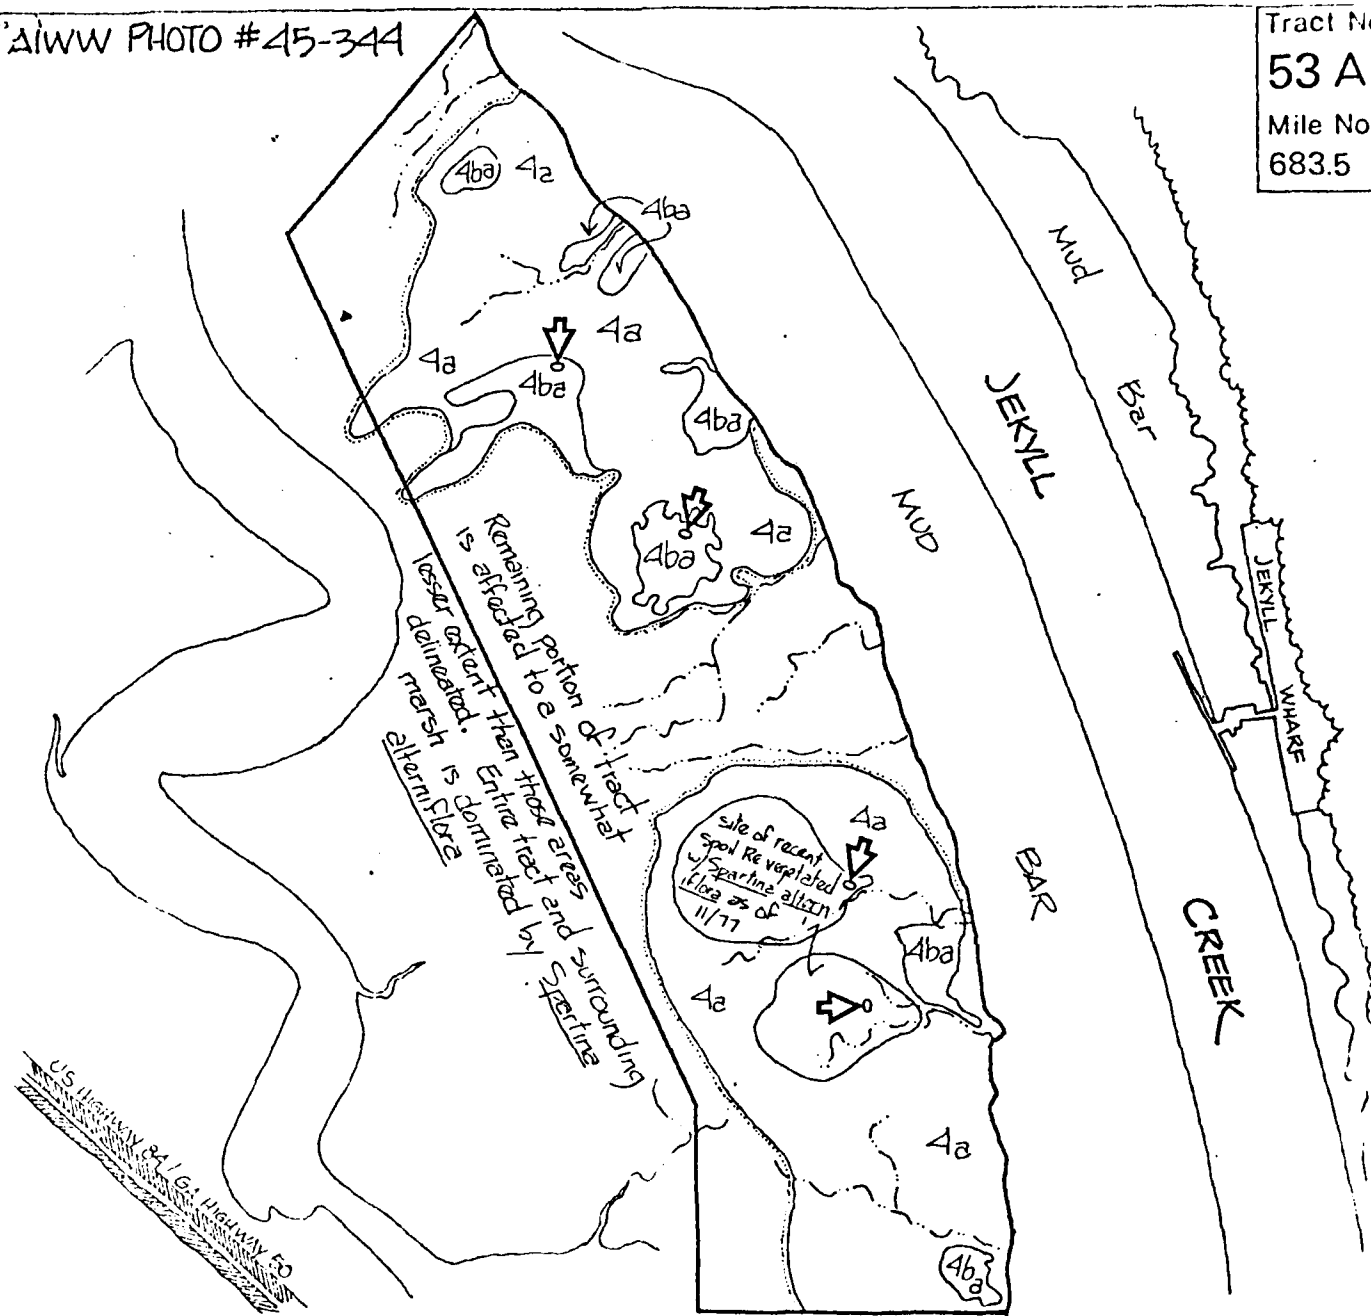 AIWW PHOTO #45-344
Tract No
53 A
Mile No
683.5
4ba
4a
4ba
4a
4a
4ba
4ba
4ba
4a
Mud
Bar
JEKYLL
CREEK
MUD
BAR
JEKYLL
WHARF
Remaining portion of tract
is affected to a somewhat
lesser extent than those areas
delineated. Entire tract and surrounding
marsh is dominated by Spartina
alterniflora
4a
site of recent
spoil Revegetated
w/ Spartina altern
iflora as of
11/77
4ba
4a
4a
4ba
US HIGHWAY 84 / GA HIGHWAY 50